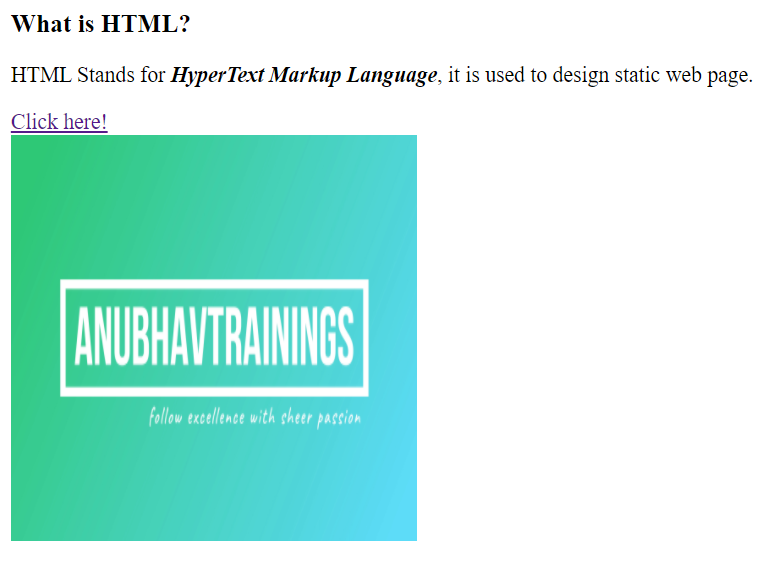 What is HTML?
HTML Stands for HyperText Markup Language, it is used to design static web page.
Click here!
ANUBHAVTRAININGS
follow excellence with sheer passion